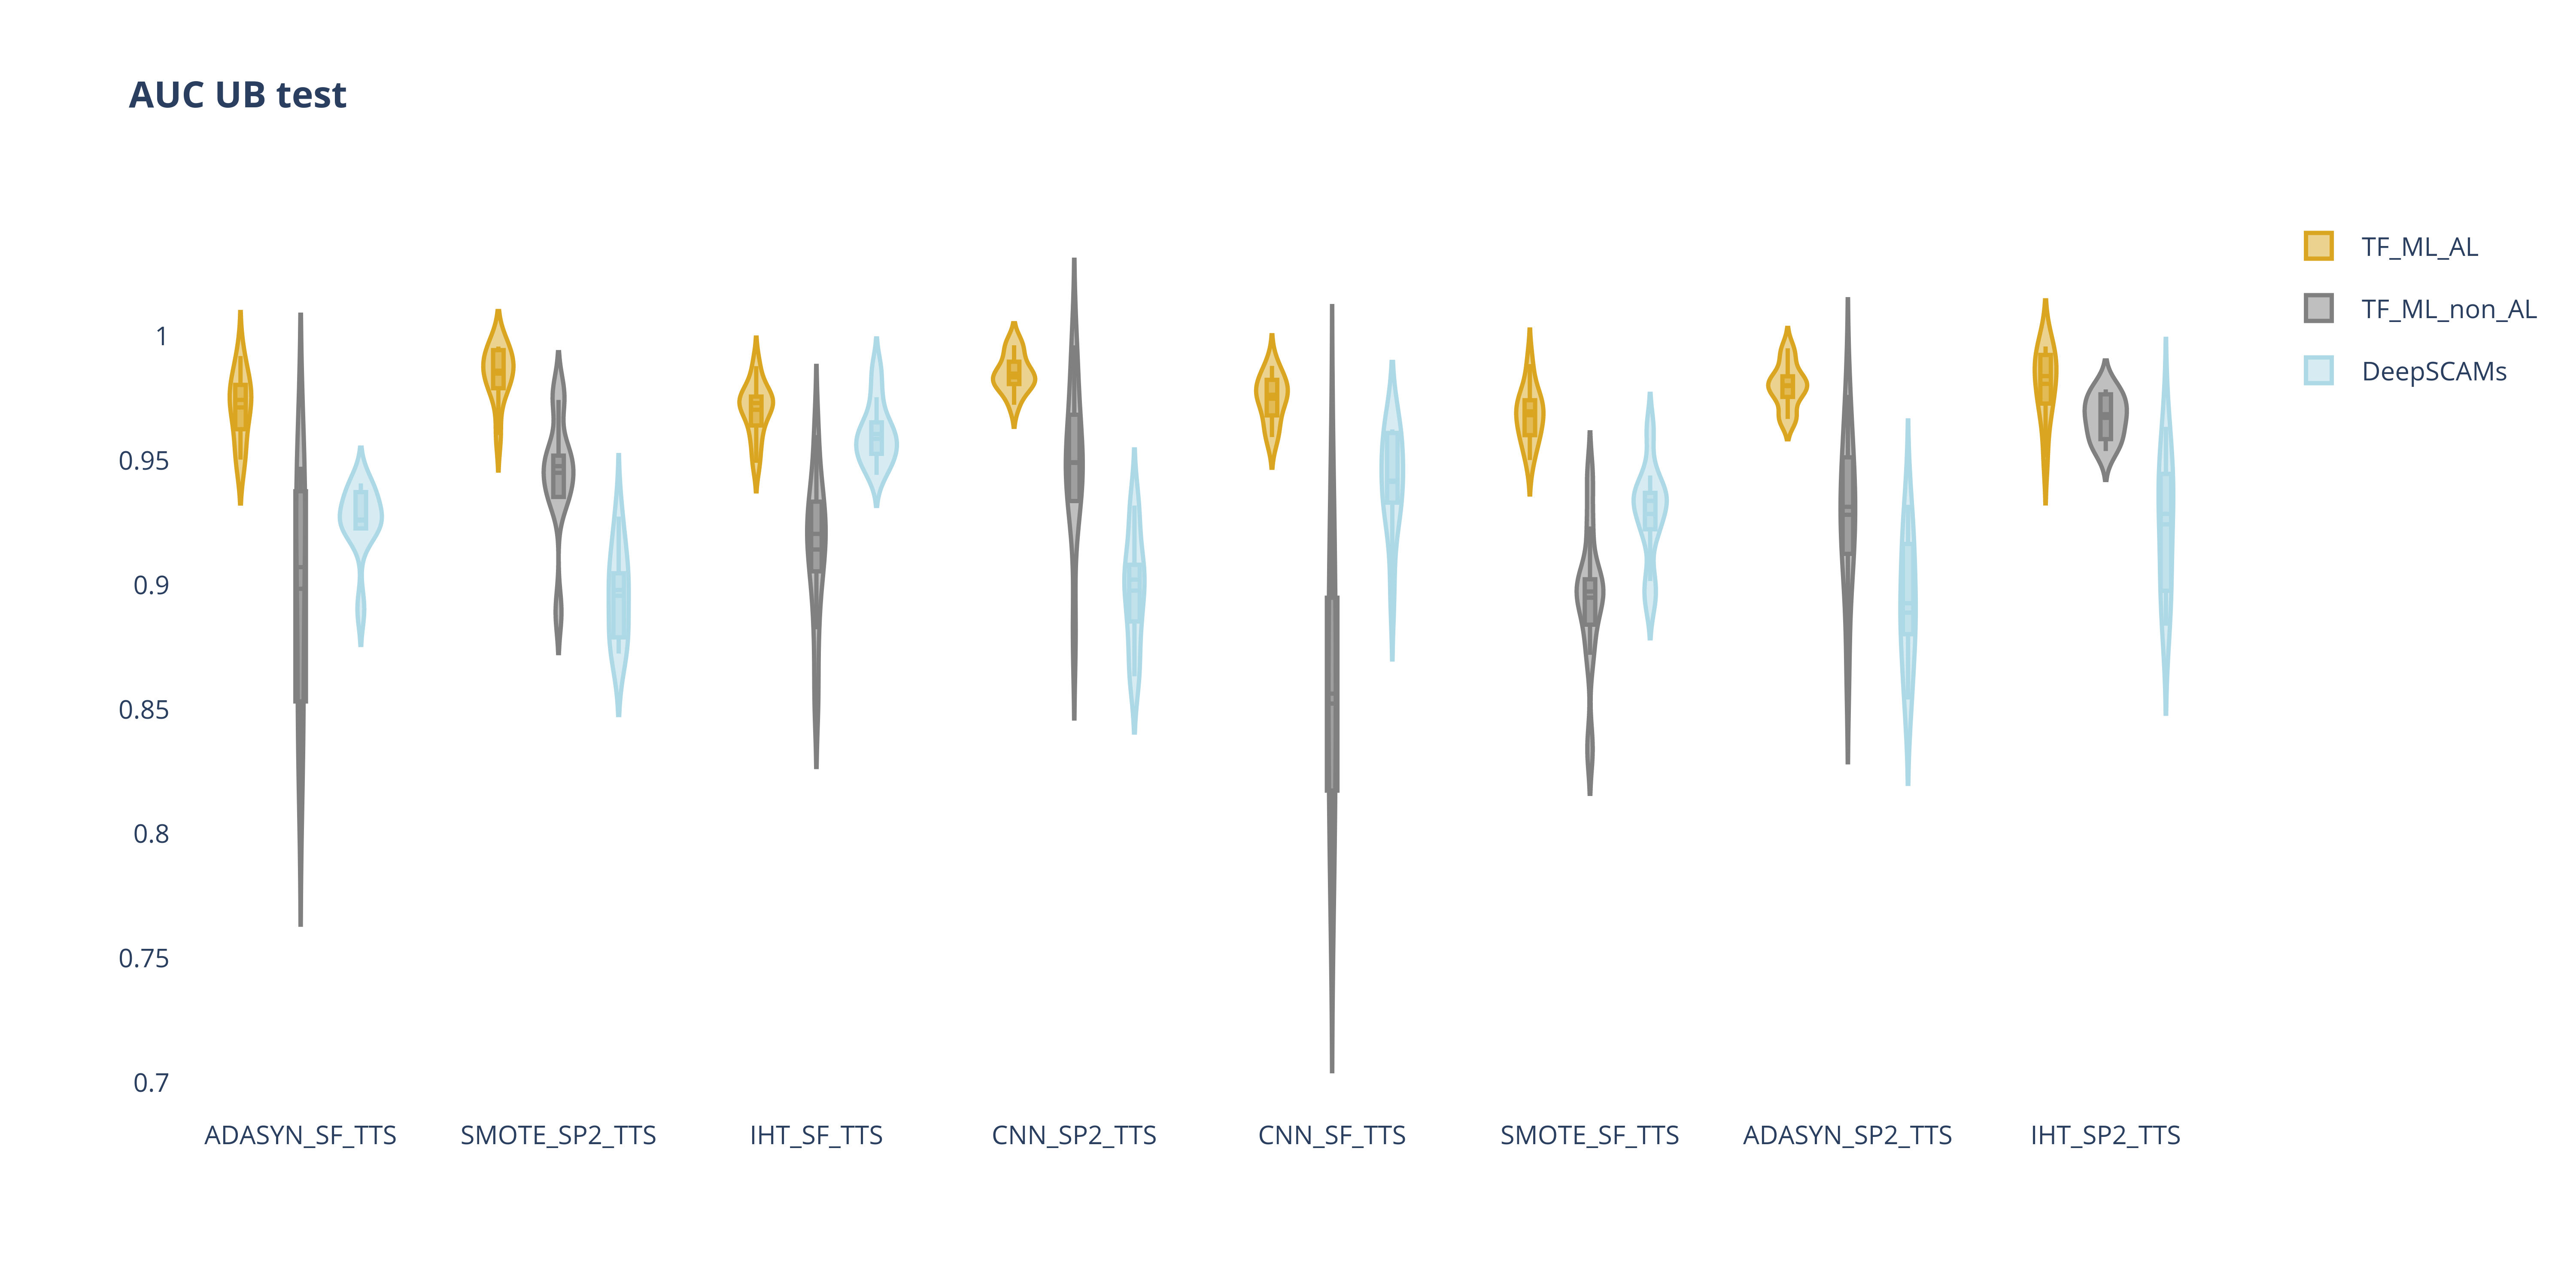 AUC UB test
TF_ML_AL
TF_ML_non_AL
DeepSCAMs
1
0.95
0.9
0.85
0.8
0.75
0.7
ADASYN_SF_TTS
SMOTE_SP2_TTS
IHT_SF_TTS
CNN_SP2_TTS
CNN_SF_TTS
SMOTE_SF_TTS
ADASYN_SP2_TTS
IHT_SP2_TTS